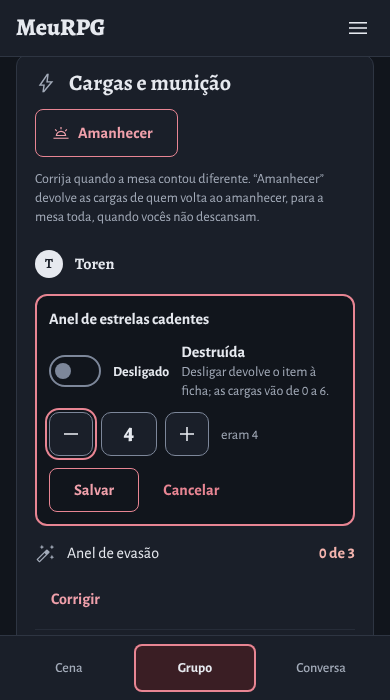 MeuRPG
Cargas e munição
Amanhecer
Corrija quando a mesa contou diferente. “Amanhecer”
devolve as cargas de quem volta ao amanhecer, para a
mesa toda, quando vocês não descansam.
T Toren
Anel de estrelas cadentes
Desligado
Destruída
Desligar devolve o item à
ficha; as cargas vão de 0 a 6.
4
eram 4
Salvar Cancelar
Anel de evasão 0 de 3
Corrigir
Cena Grupo Conversa